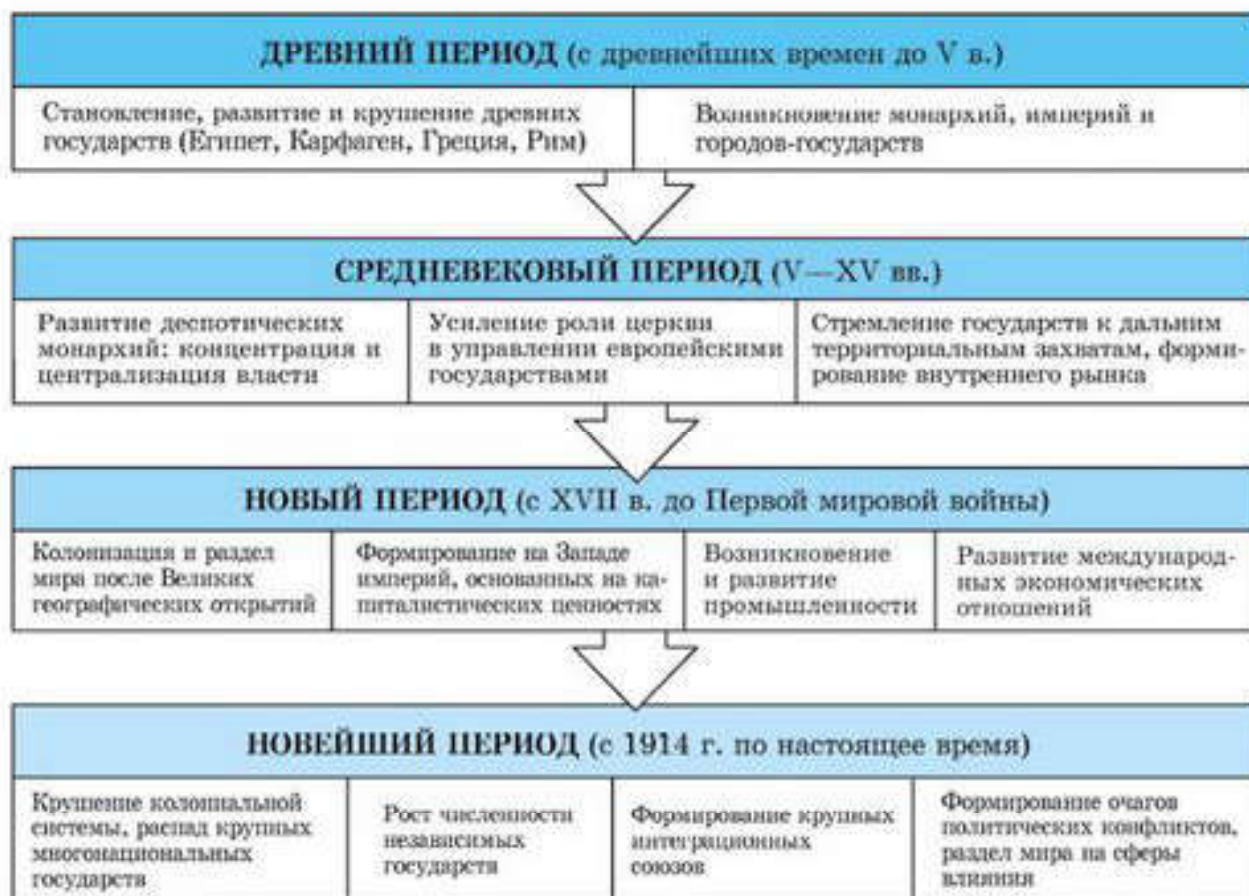 ДРЕВНИЙ ПЕРИОД (с древнейших времен до V в.)
Становление, развитие и крушение древних
государств (Египет, Карфаген, Греция, Рим)
Возникновение монархий, империй и
городов-государств
СРЕДНЕВЕКОВЫЙ ПЕРИОД (V—XV вв.)
Развитие деспотических
монархий: концентрация и
централизация власти
Усиление роли церкви
в управлении европейскими
государствами
Стремление государств к дальним
территориальным захватам, форми-
рование внутреннего рынка
НОВЫЙ ПЕРИОД (с XVII в. до Первой мировой войны)
Колонизация и раздел
мира после Великих
географических открытий
Формирование на Западе
империй, основанных на ка-
питалистических ценностях
Возникновение
и развитие
промышленности
Развитие международ-
ных экономических
отношений
НОВЕЙШИЙ ПЕРИОД (с 1914 г. по настоящее время)
Крушение колониальной
системы, распад крупных
многонациональных
государств
Рост численности
независимых
государств
Формирование крупных
интеграционных
союзов
Формирование очагов
политических конфликтов,
раздел мира на сферы
влияния